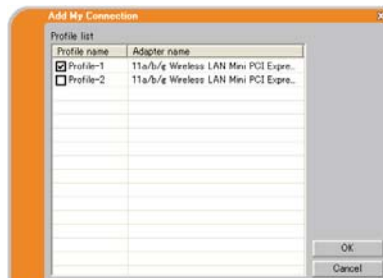 Add My Connection
Profile list
Profile name Adapter name
Profile-1 11a/b/g Wireless LAN Mini PCI Expre...
Profile-2 11a/b/g Wireless LAN Mini PCI Expre...
OK
Cancel